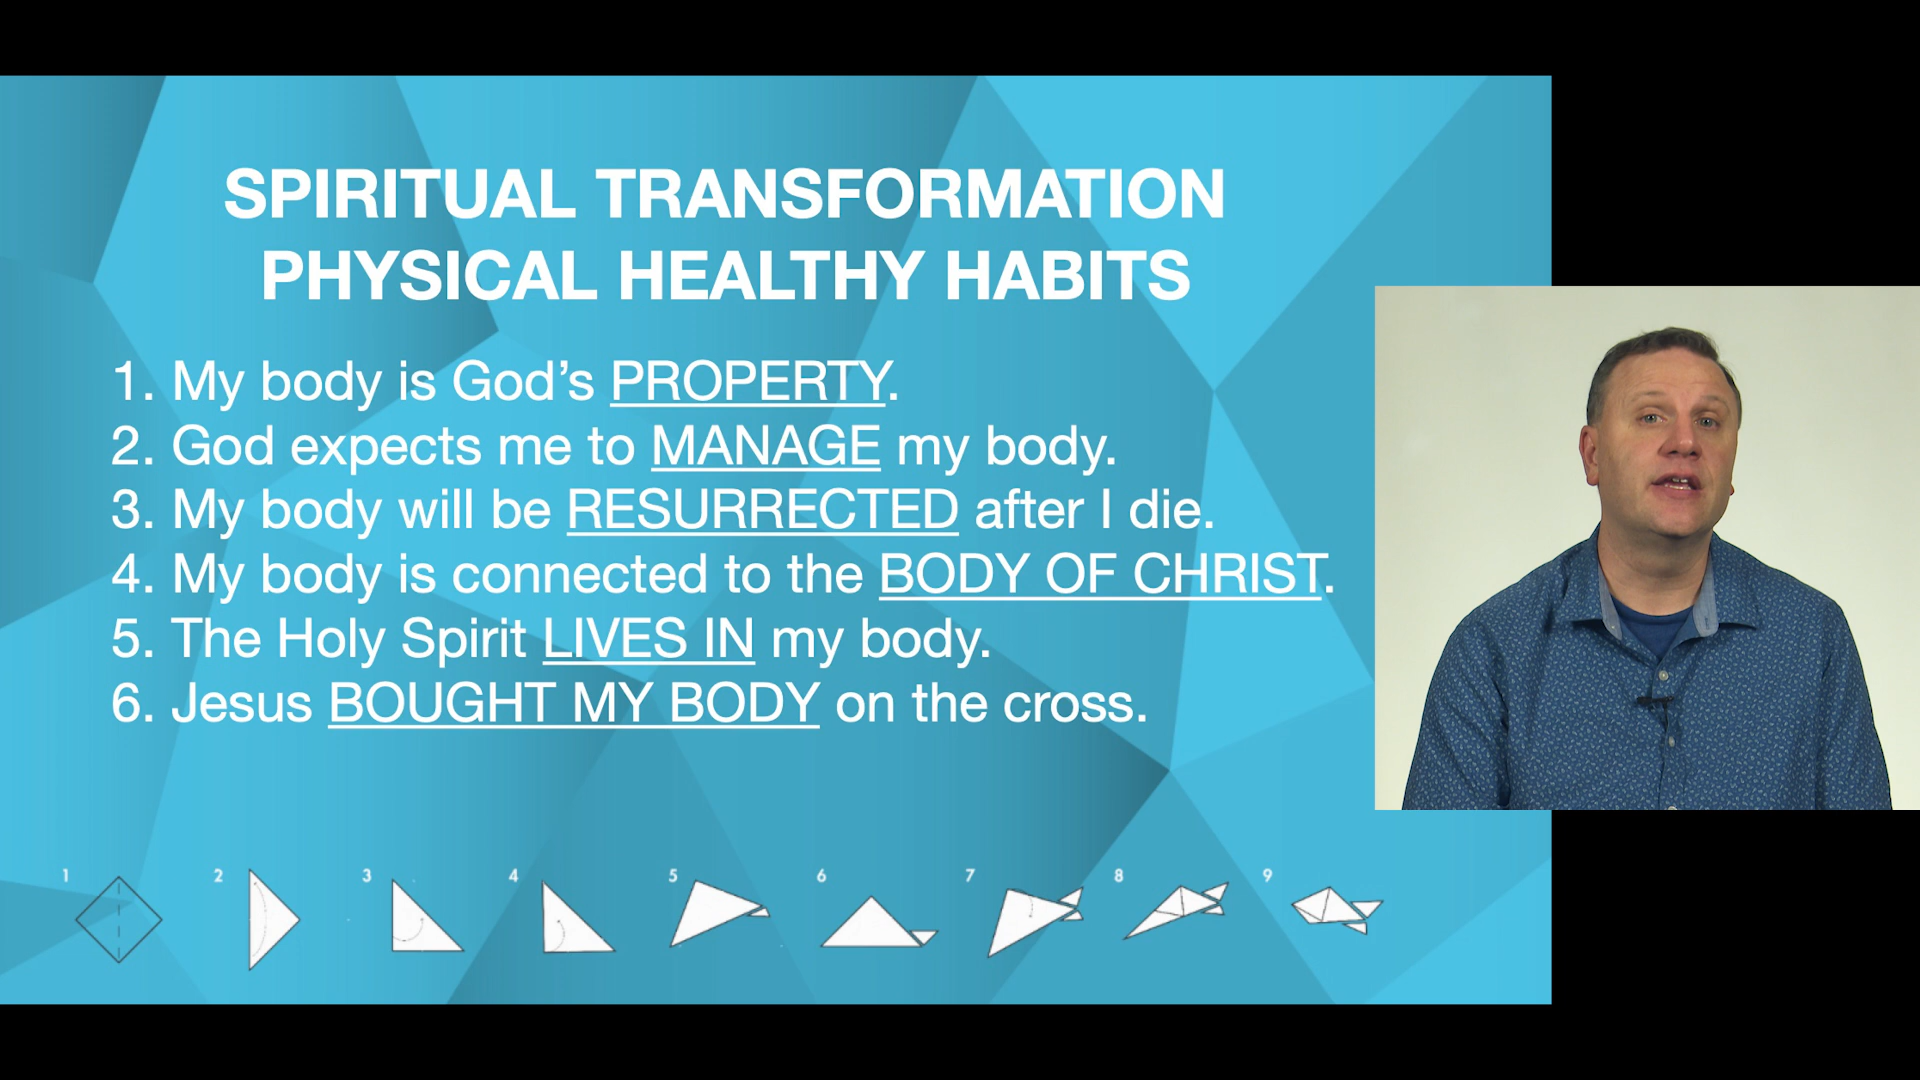 SPIRITUAL TRANSFORMATION
PHYSICAL HEALTHY HABITS
1. My body is God’s PROPERTY.
2. God expects me to MANAGE my body.
3. My body will be RESURRECTED after I die.
4. My body is connected to the BODY OF CHRIST.
5. The Holy Spirit LIVES IN my body.
6. Jesus BOUGHT MY BODY on the cross.
1 2 3 4 5 6 7 8 9